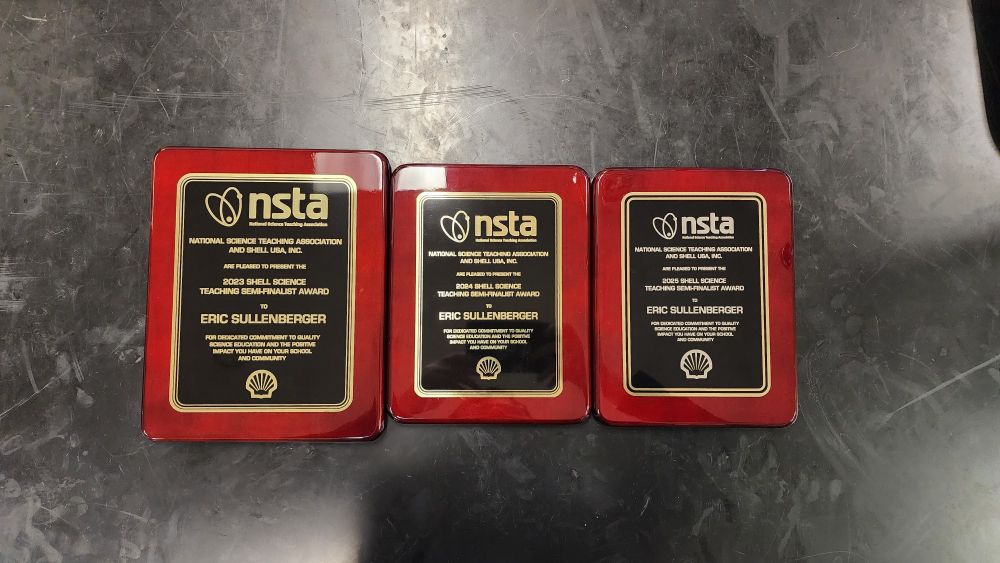 nsta
National Science Teaching Association
NATIONAL SCIENCE TEACHING ASSOCIATION
AND SHELL USA, INC.
ARE PLEASED TO PRESENT THE
2023 SHELL SCIENCE
TEACHING SEMI-FINALIST AWARD
TO
ERIC SULLENBERGER
FOR DEDICATED COMMITMENT TO QUALITY
SCIENCE EDUCATION AND THE POSITIVE
IMPACT YOU HAVE ON YOUR SCHOOL
AND COMMUNITY
nsta
National Science Teaching Association
NATIONAL SCIENCE TEACHING ASSOCIATION
AND SHELL USA, INC.
ARE PLEASED TO PRESENT THE
2024 SHELL SCIENCE
TEACHING SEMI-FINALIST AWARD
TO
ERIC SULLENBERGER
FOR DEDICATED COMMITMENT TO QUALITY
SCIENCE EDUCATION AND THE POSITIVE
IMPACT YOU HAVE ON YOUR SCHOOL
AND COMMUNITY
nsta
National Science Teaching Association
NATIONAL SCIENCE TEACHING ASSOCIATION
AND SHELL USA, INC.
ARE PLEASED TO PRESENT THE
2025 SHELL SCIENCE
TEACHING SEMI-FINALIST AWARD
TO
ERIC SULLENBERGER
FOR DEDICATED COMMITMENT TO QUALITY
SCIENCE EDUCATION AND THE POSITIVE
IMPACT YOU HAVE ON YOUR SCHOOL
AND COMMUNITY